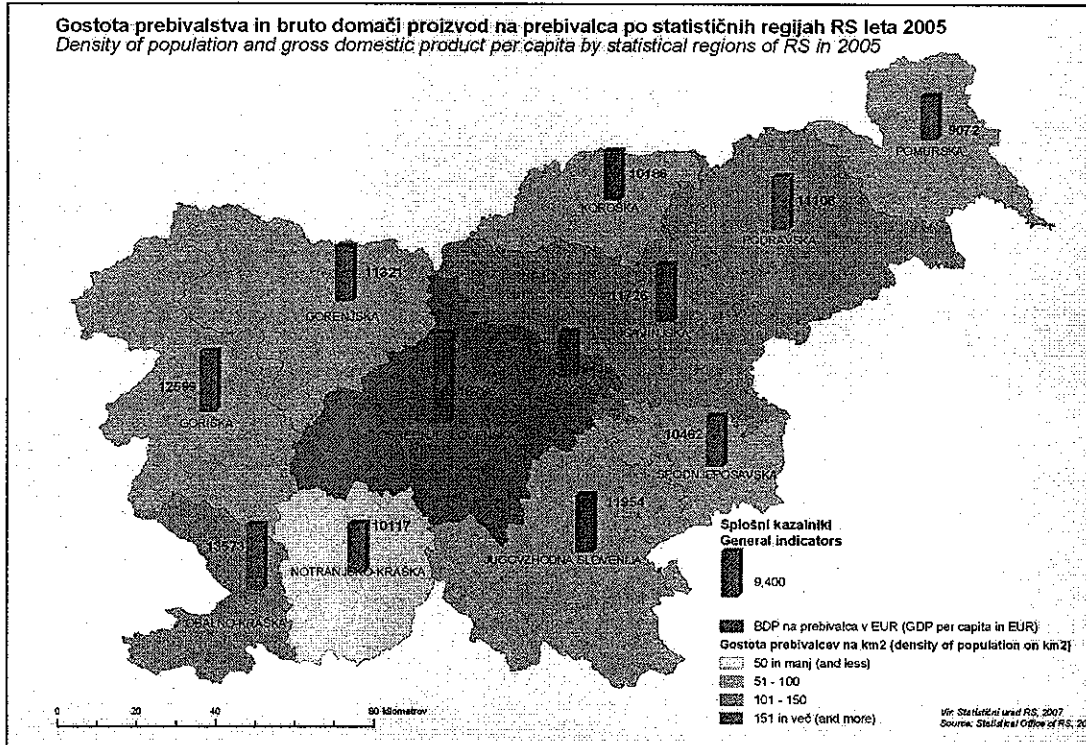 Gostota prebivalstva in bruto domači proizvod na prebivalca po statističnih regijah RS leta 2005
Density of population and gross domestic product per capita by statistical regions of RS in 2005
9072
POMURSKA
10186
KOROŠKA
11106
PODRAVSKA
11321
GORENJSKA
11726
12599
GORIŠKA
10462
SPODNJEPOSAVSKA
11954
JUGOVZHODNA SLOVENIJA
10117
NOTRANJSKO-KRAŠKA
13573
OBALNO-KRAŠKA
Splošni kazalniki
General indicators
9,400
BDP na prebivalca v EUR (GDP per capita in EUR)
Gostota prebivalcev na km2 (density of population on km2)
50 in manj (and less)
51 - 100
101 - 150
151 in več (and more)
0 20 40 60 80 kilometrov
Vir: Statistični urad RS, 2007
Source: Statistical Office of RS, 20